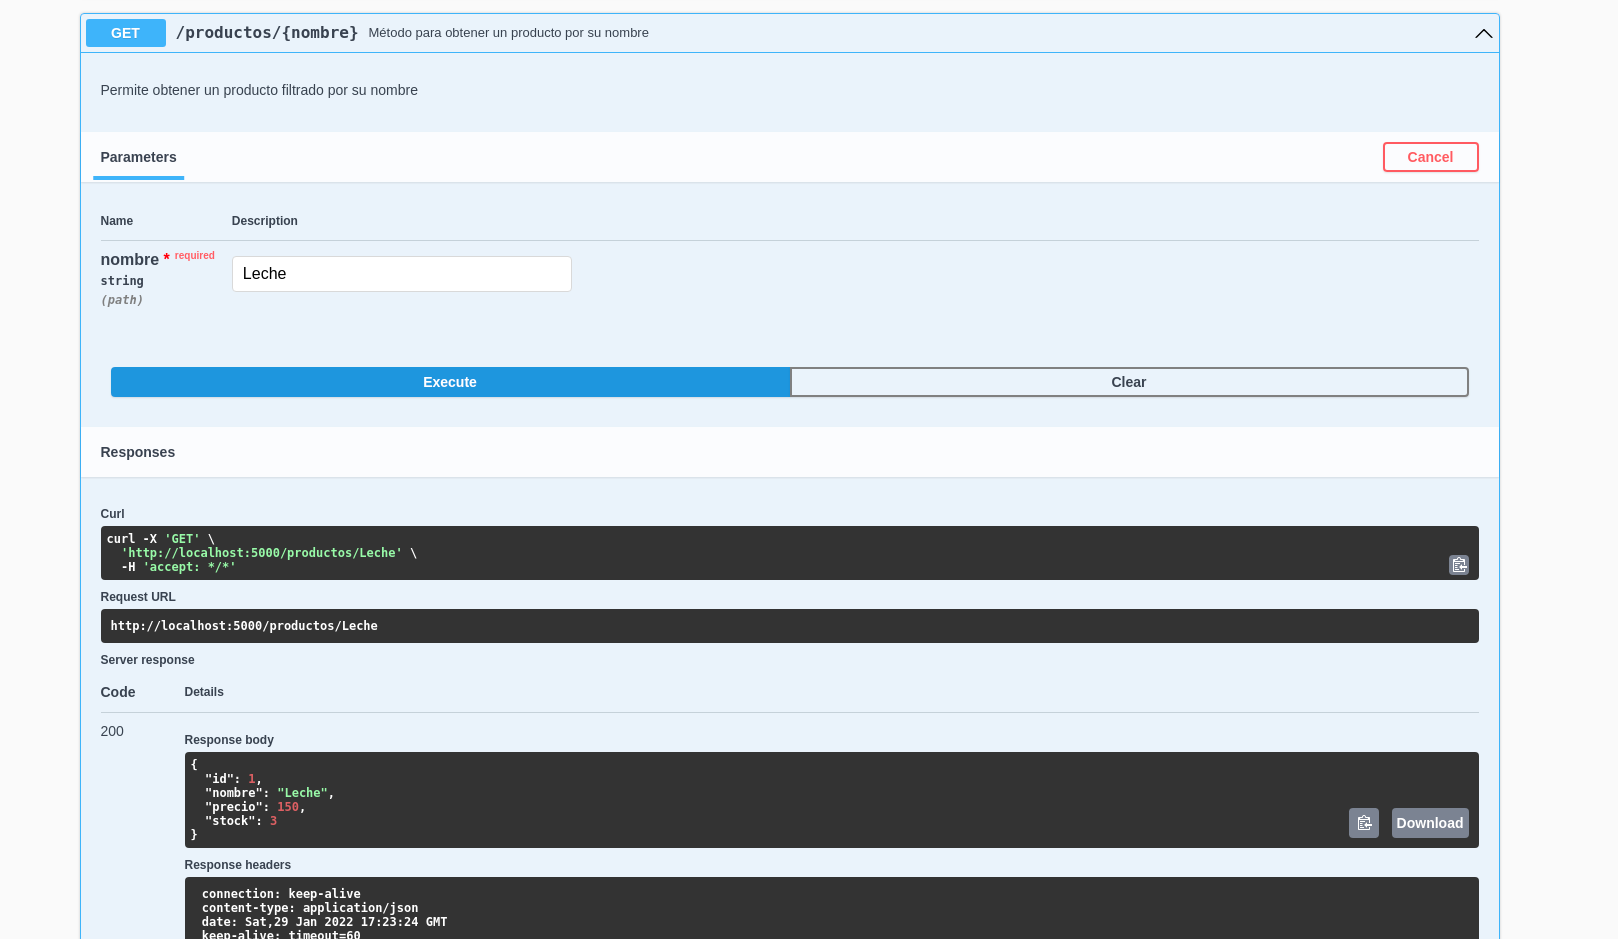 GET /productos/{nombre} Método para obtener un producto por su nombre
Permite obtener un producto filtrado por su nombre
Parameters
Cancel
Name Description
nombre * required
string
(path)
Leche
Execute Clear
Responses
Curl
curl -X 'GET' \
  'http://localhost:5000/productos/Leche' \
  -H 'accept: */*'
Request URL
http://localhost:5000/productos/Leche
Server response
Code Details
200
Response body
{
  "id": 1,
  "nombre": "Leche",
  "precio": 150,
  "stock": 3
}
Download
Response headers
connection: keep-alive
content-type: application/json
date: Sat,29 Jan 2022 17:23:24 GMT
keep-alive: timeout=60